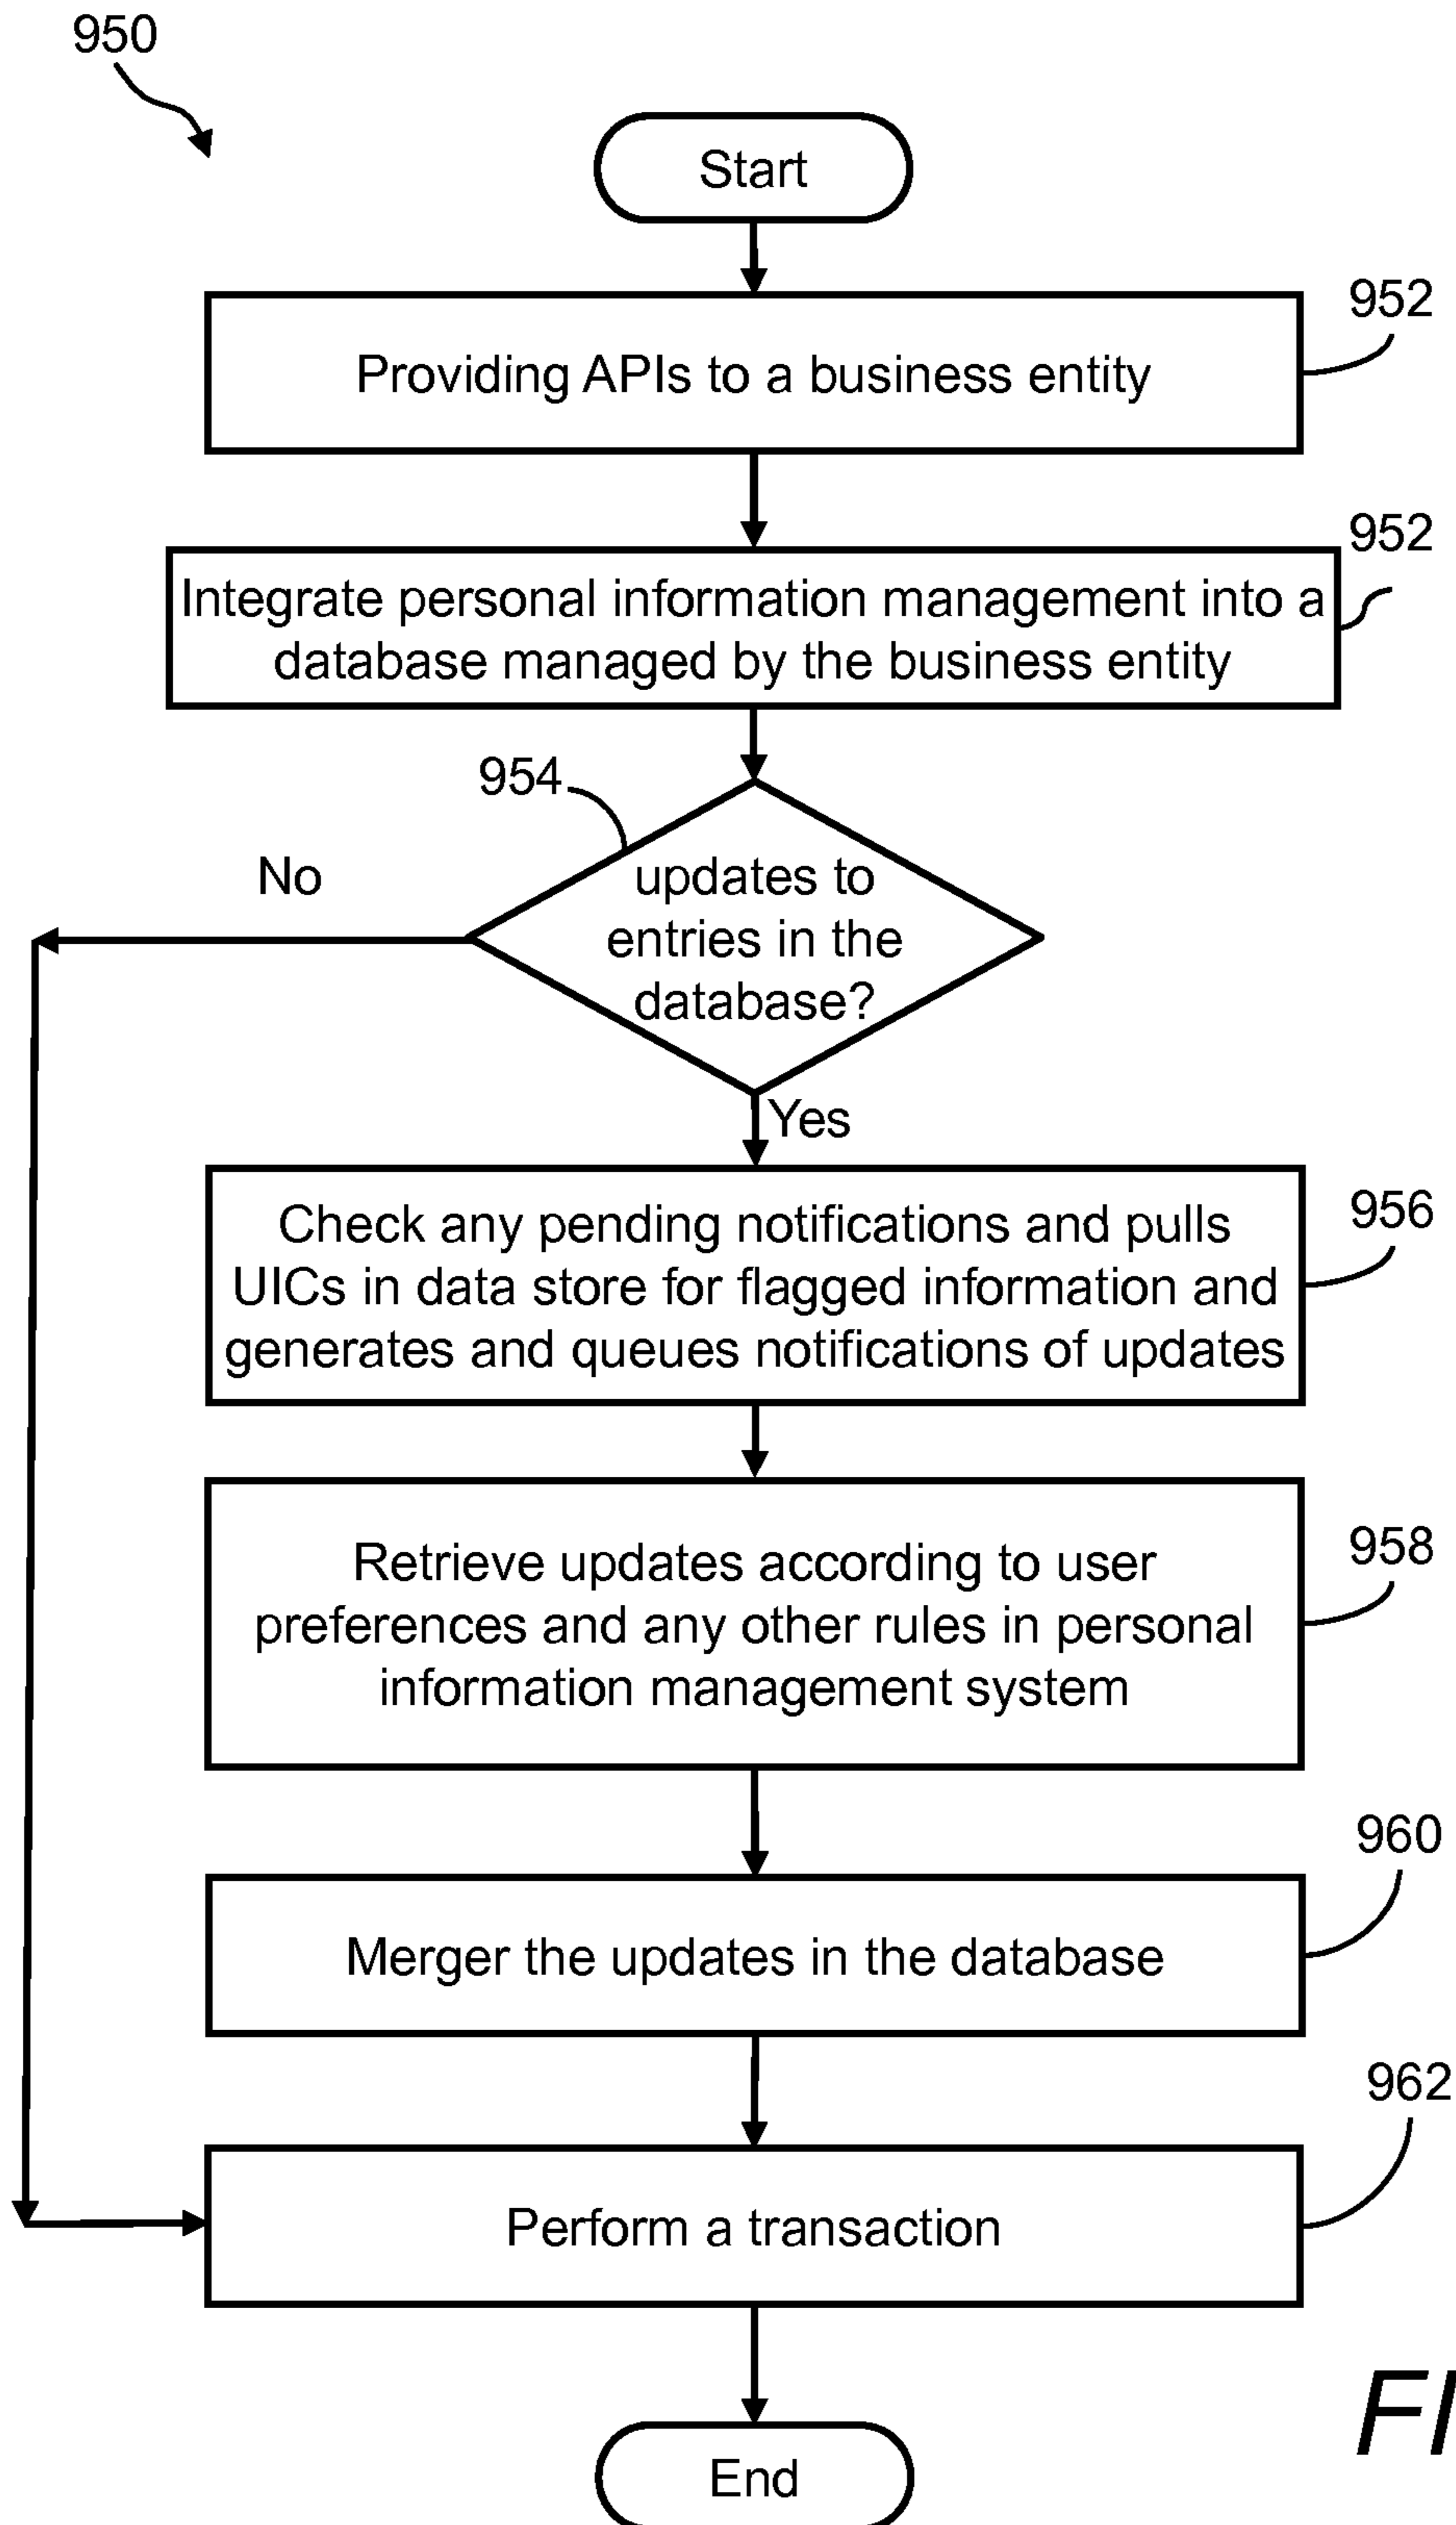 950
Start
952
Providing APIs to a business entity
952
Integrate personal information management into a
database managed by the business entity
954
No
updates to
entries in the
database?
Yes
956
Check any pending notifications and pulls
UICs in data store for flagged information and
generates and queues notifications of updates
958
Retrieve updates according to user
preferences and any other rules in personal
information management system
960
Merger the updates in the database
962
Perform a transaction
FI
End